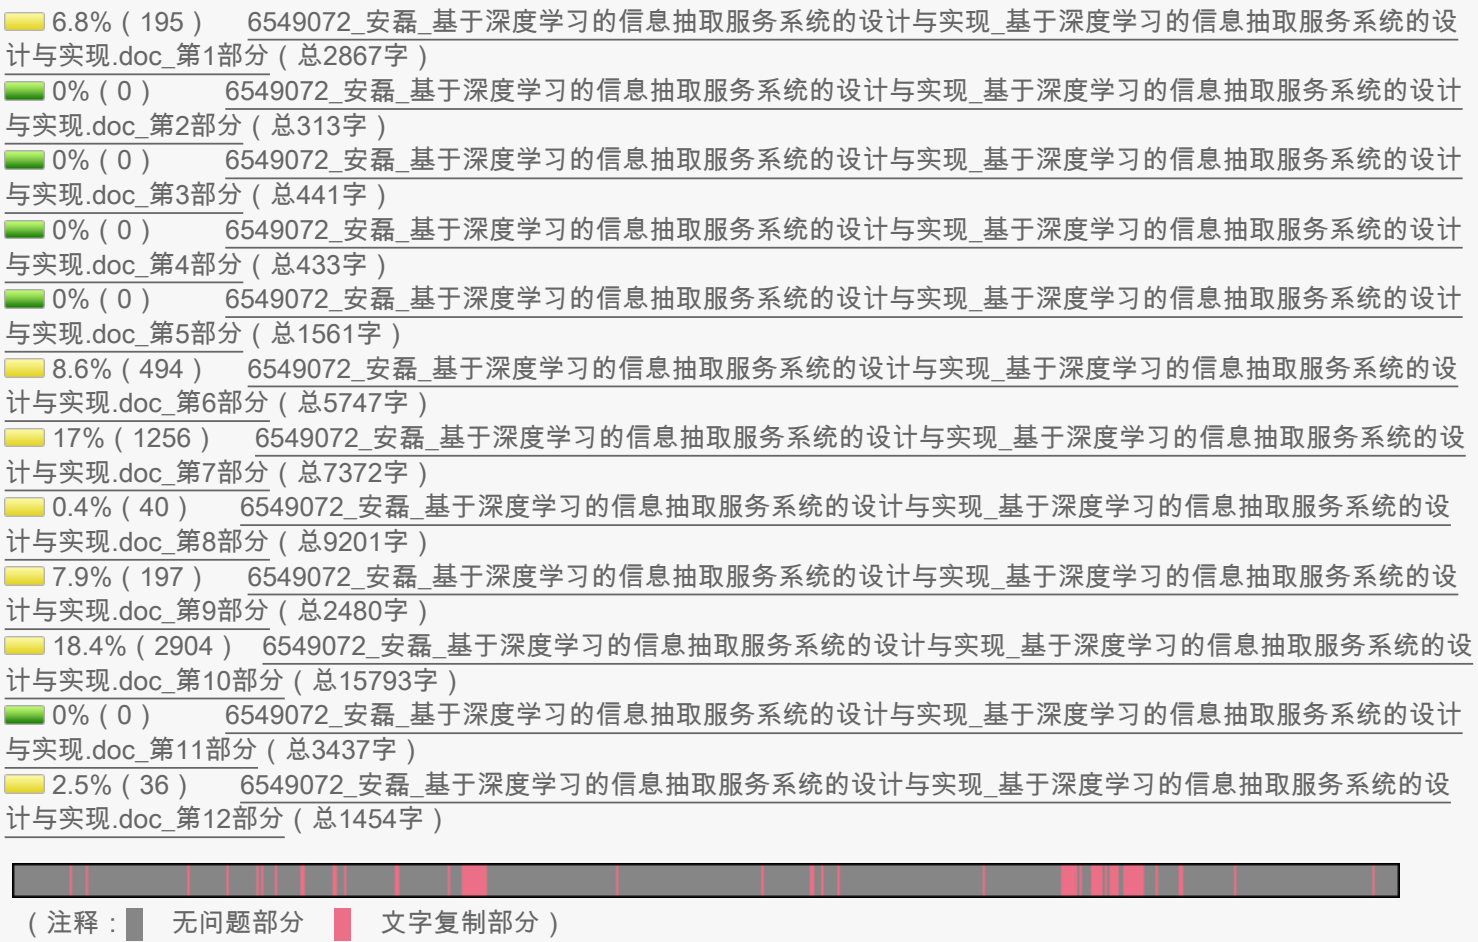 6.8%（195） 6549072_安磊_基于深度学习的信息抽取服务系统的设计与实现_基于深度学习的信息抽取服务系统的设
计与实现.doc_第1部分（总2867字）
0%（0） 6549072_安磊_基于深度学习的信息抽取服务系统的设计与实现_基于深度学习的信息抽取服务系统的设计
与实现.doc_第2部分（总313字）
0%（0） 6549072_安磊_基于深度学习的信息抽取服务系统的设计与实现_基于深度学习的信息抽取服务系统的设计
与实现.doc_第3部分（总441字）
0%（0） 6549072_安磊_基于深度学习的信息抽取服务系统的设计与实现_基于深度学习的信息抽取服务系统的设计
与实现.doc_第4部分（总433字）
0%（0） 6549072_安磊_基于深度学习的信息抽取服务系统的设计与实现_基于深度学习的信息抽取服务系统的设计
与实现.doc_第5部分（总1561字）
8.6%（494） 6549072_安磊_基于深度学习的信息抽取服务系统的设计与实现_基于深度学习的信息抽取服务系统的设
计与实现.doc_第6部分（总5747字）
17%（1256） 6549072_安磊_基于深度学习的信息抽取服务系统的设计与实现_基于深度学习的信息抽取服务系统的设
计与实现.doc_第7部分（总7372字）
0.4%（40） 6549072_安磊_基于深度学习的信息抽取服务系统的设计与实现_基于深度学习的信息抽取服务系统的设
计与实现.doc_第8部分（总9201字）
7.9%（197） 6549072_安磊_基于深度学习的信息抽取服务系统的设计与实现_基于深度学习的信息抽取服务系统的设
计与实现.doc_第9部分（总2480字）
18.4%（2904） 6549072_安磊_基于深度学习的信息抽取服务系统的设计与实现_基于深度学习的信息抽取服务系统的设
计与实现.doc_第10部分（总15793字）
0%（0） 6549072_安磊_基于深度学习的信息抽取服务系统的设计与实现_基于深度学习的信息抽取服务系统的设计
与实现.doc_第11部分（总3437字）
2.5%（36） 6549072_安磊_基于深度学习的信息抽取服务系统的设计与实现_基于深度学习的信息抽取服务系统的设
计与实现.doc_第12部分（总1454字）
（注释： 无问题部分 文字复制部分）